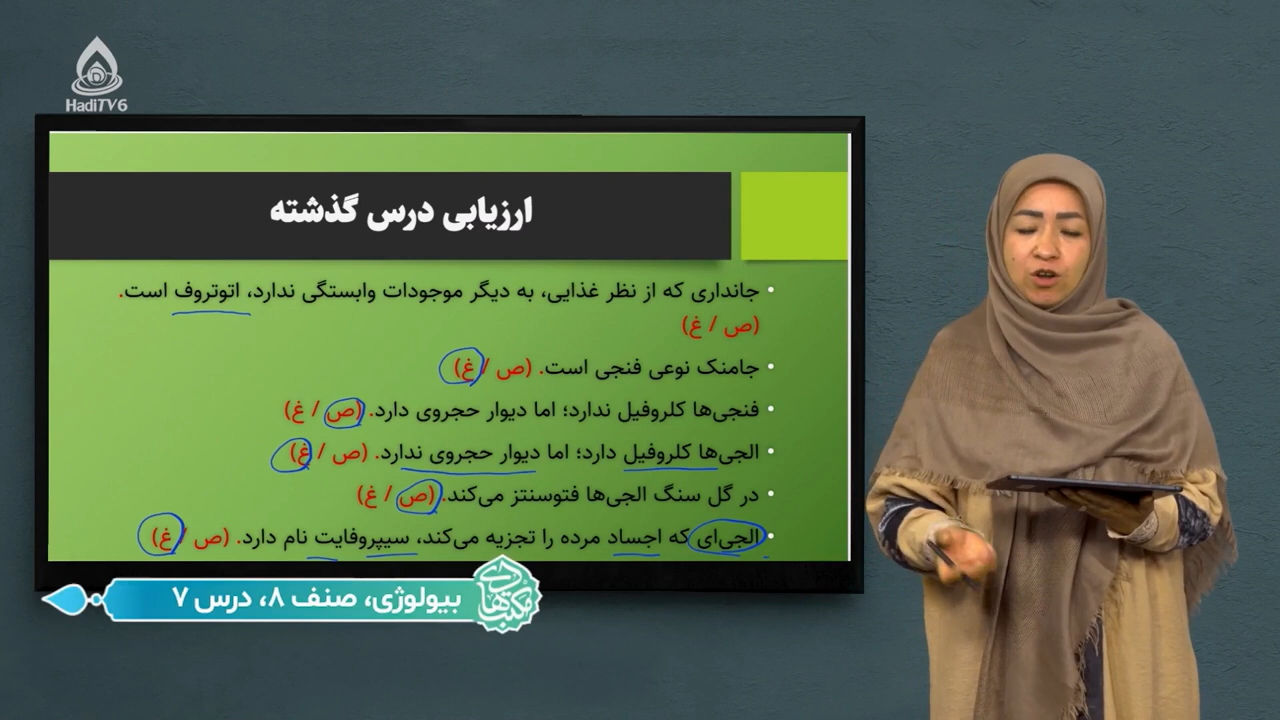 HadiTV6
ارزیابی درس گذشته
• جانداری که از نظر غذایی، به دیگر موجودات وابستگی ندارد، اتوتروف است.
(ص / غ)
• جامنک نوعی فنجی است. (ص / غ)
• فنجی‌ها کلروفیل ندارد؛ اما دیوار حجروی دارد. (ص / غ)
• الجی‌ها کلروفیل دارد؛ اما دیوار حجروی ندارد. (ص / غ)
• در گل سنگ الجی‌ها فتوسنتز می‌کند. (ص / غ)
• الجی‌ای که اجساد مرده را تجزیه می‌کند، سیپروفایت نام دارد. (ص / غ)
بیولوژی، صنف ۸، درس ۷